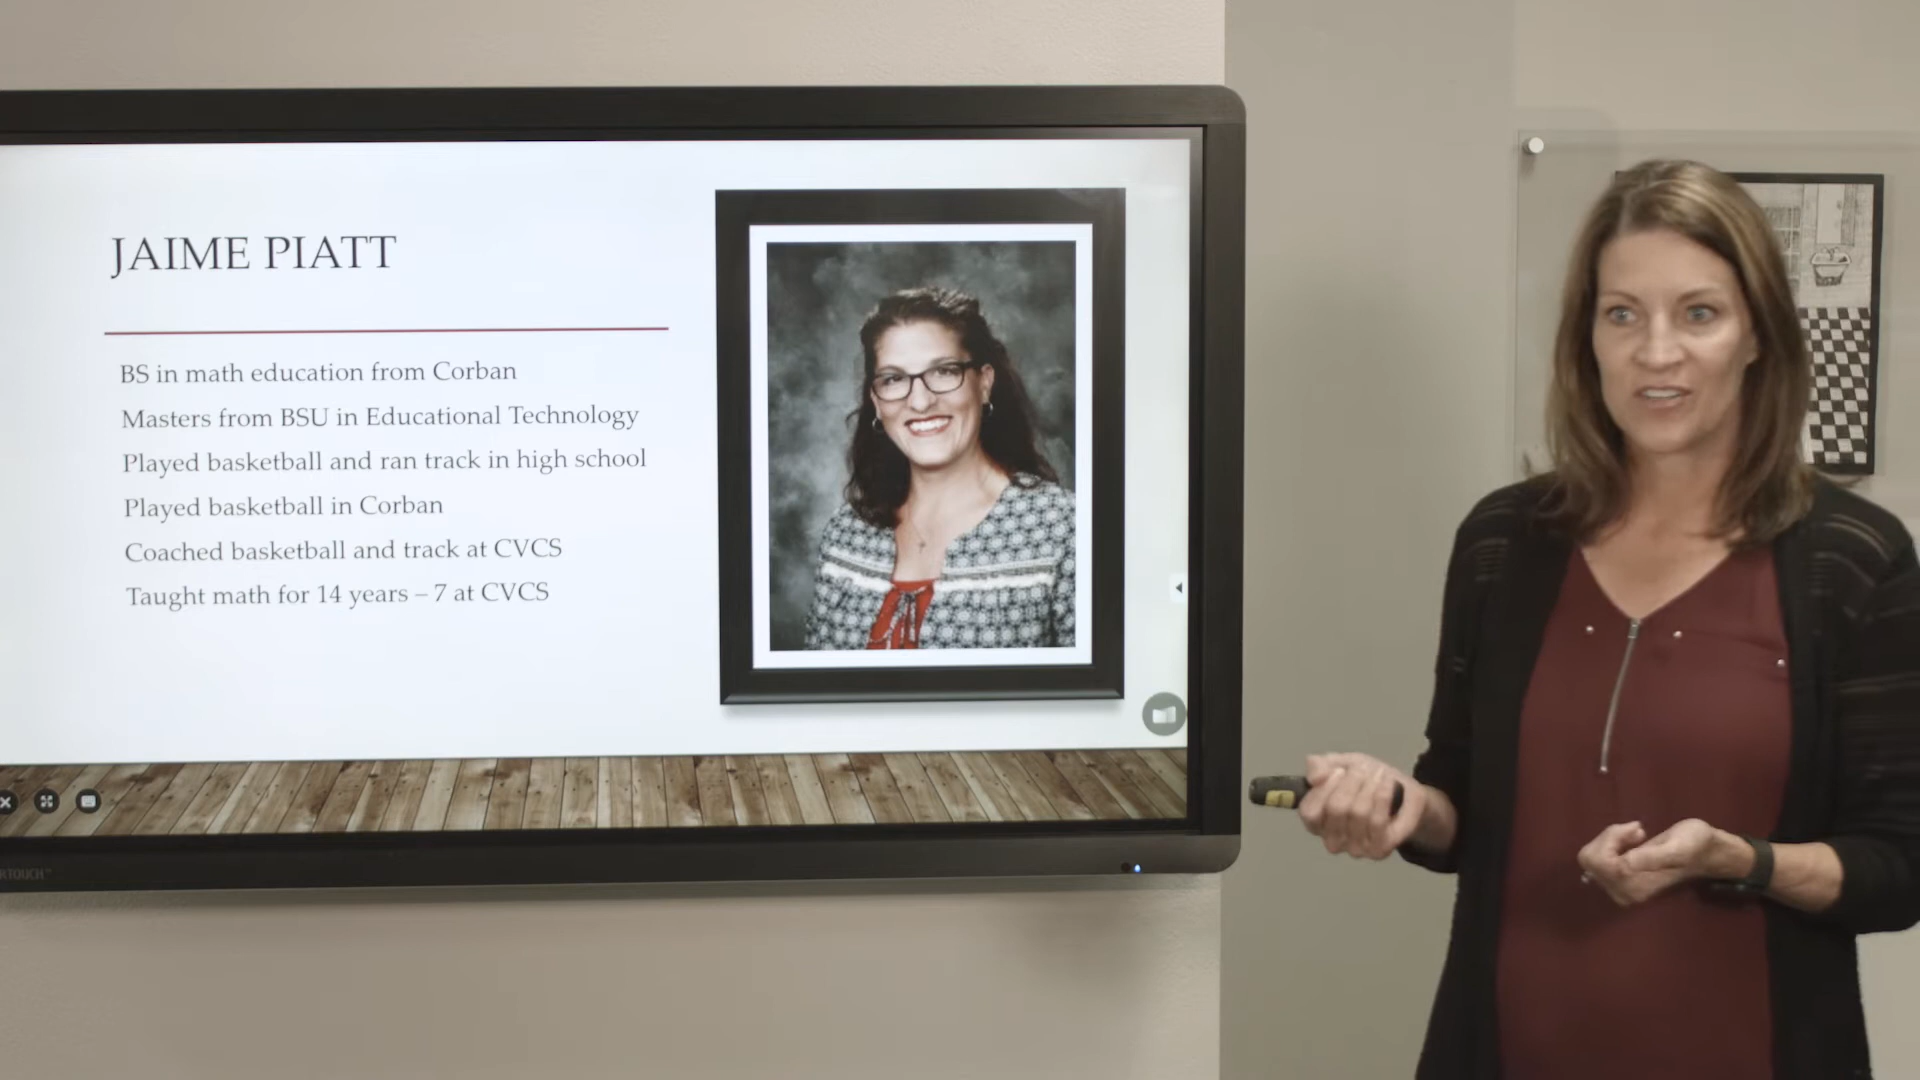 JAIME PIATT
BS in math education from Corban
Masters from BSU in Educational Technology
Played basketball and ran track in high school
Played basketball in Corban
Coached basketball and track at CVCS
Taught math for 14 years – 7 at CVCS